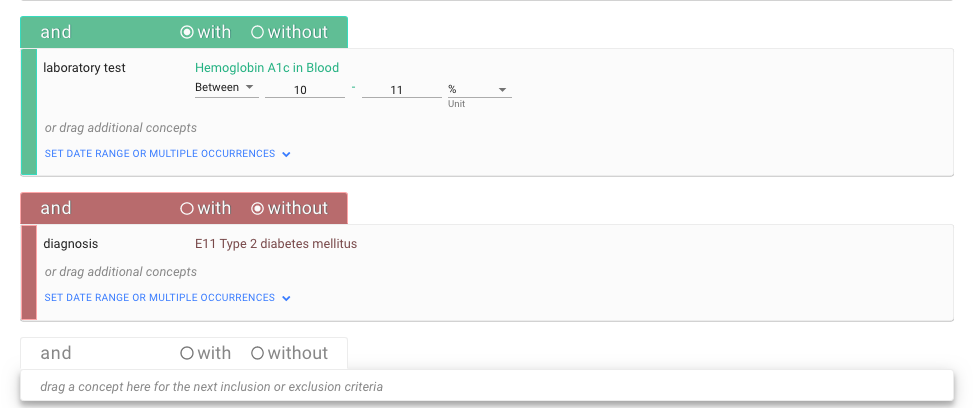 and with without
laboratory test Hemoglobin A1c in Blood
Between 10 - 11 %
Unit
or drag additional concepts
SET DATE RANGE OR MULTIPLE OCCURRENCES
and with without
diagnosis E11 Type 2 diabetes mellitus
or drag additional concepts
SET DATE RANGE OR MULTIPLE OCCURRENCES
and with without
drag a concept here for the next inclusion or exclusion criteria